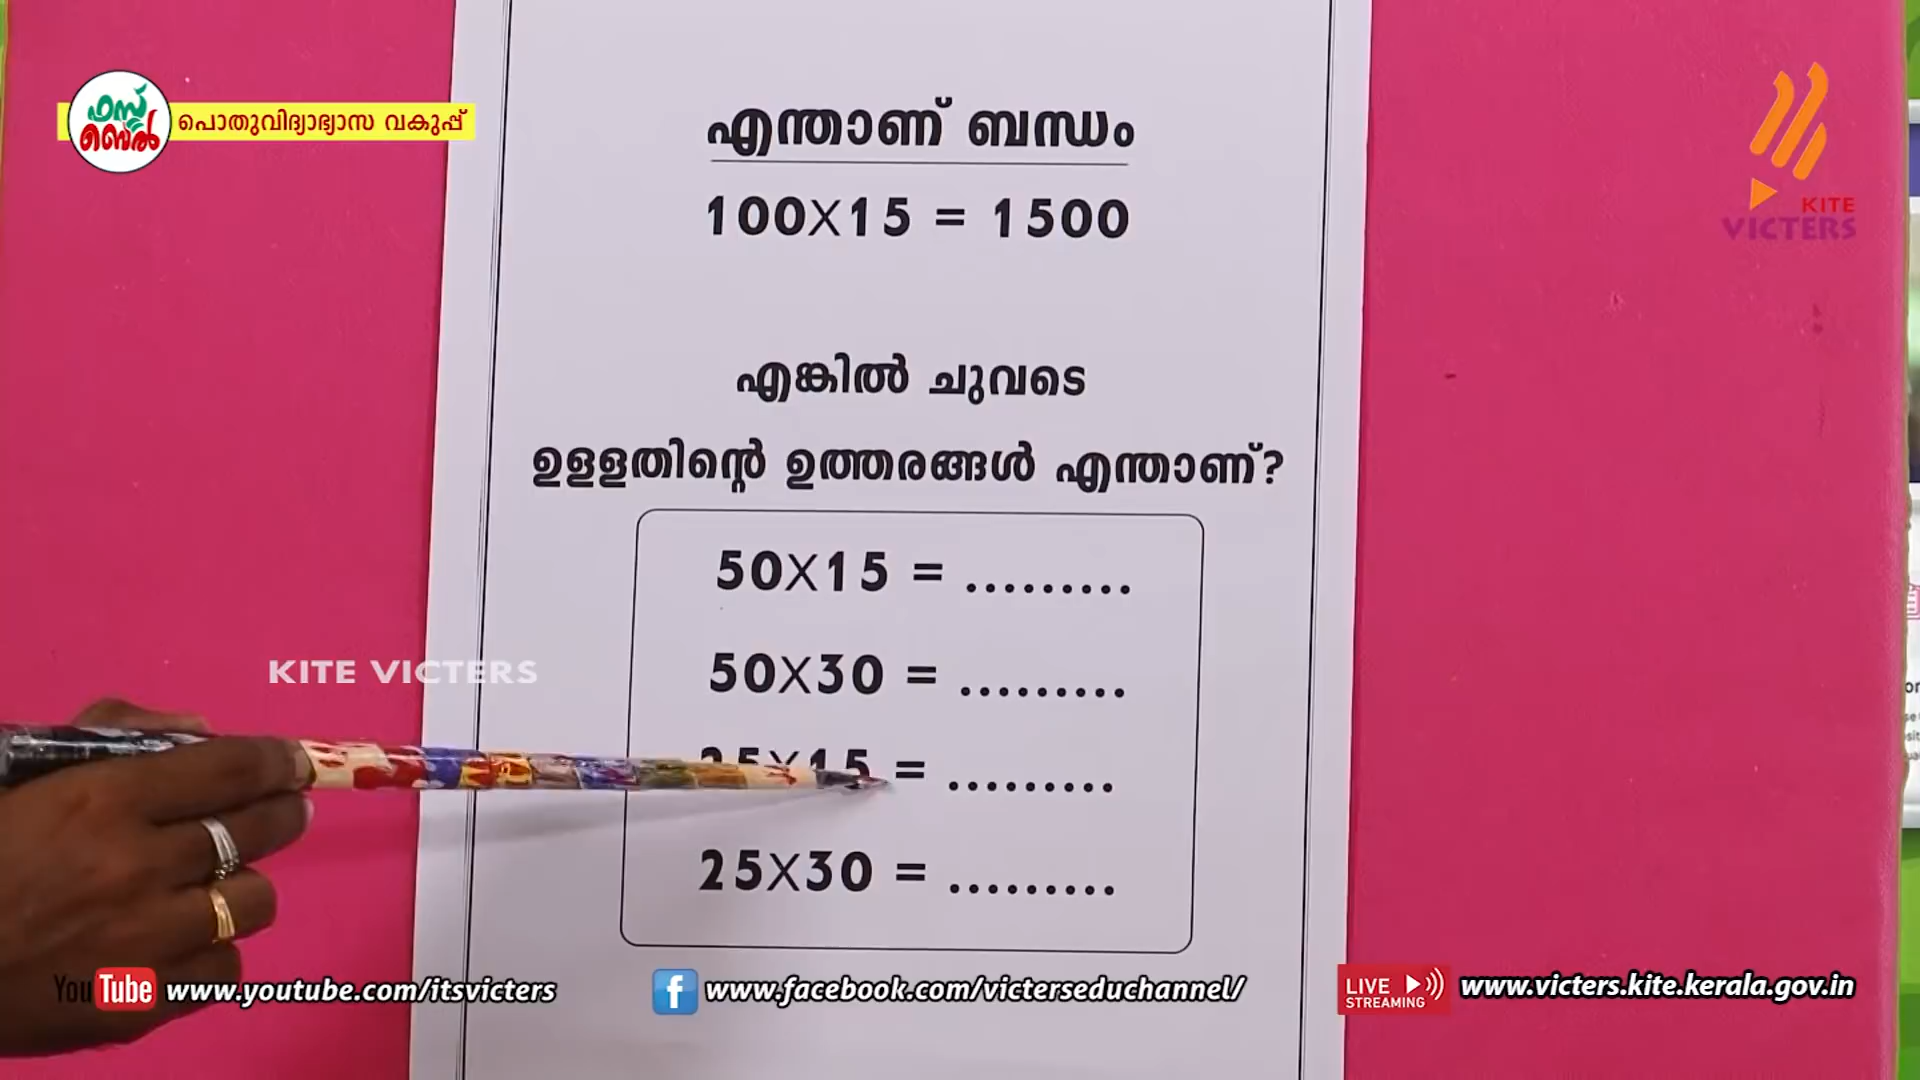 ഫസ്റ്റ്
ബെൽ
പൊതുവിദ്യാഭ്യാസ വകുപ്പ്
KITE
VICTERS
എന്താണ് ബന്ധം
100X15 = 1500
എങ്കിൽ ചുവടെ
ഉള്ളതിന്റെ ഉത്തരങ്ങൾ എന്താണ്?
50X15 = .........
50X30 = .........
KITE VICTERS
25X15 = .........
25X30 = .........
YouTube www.youtube.com/itsvicters
f www.facebook.com/victerseduchannel/
LIVE STREAMING www.victers.kite.kerala.gov.in